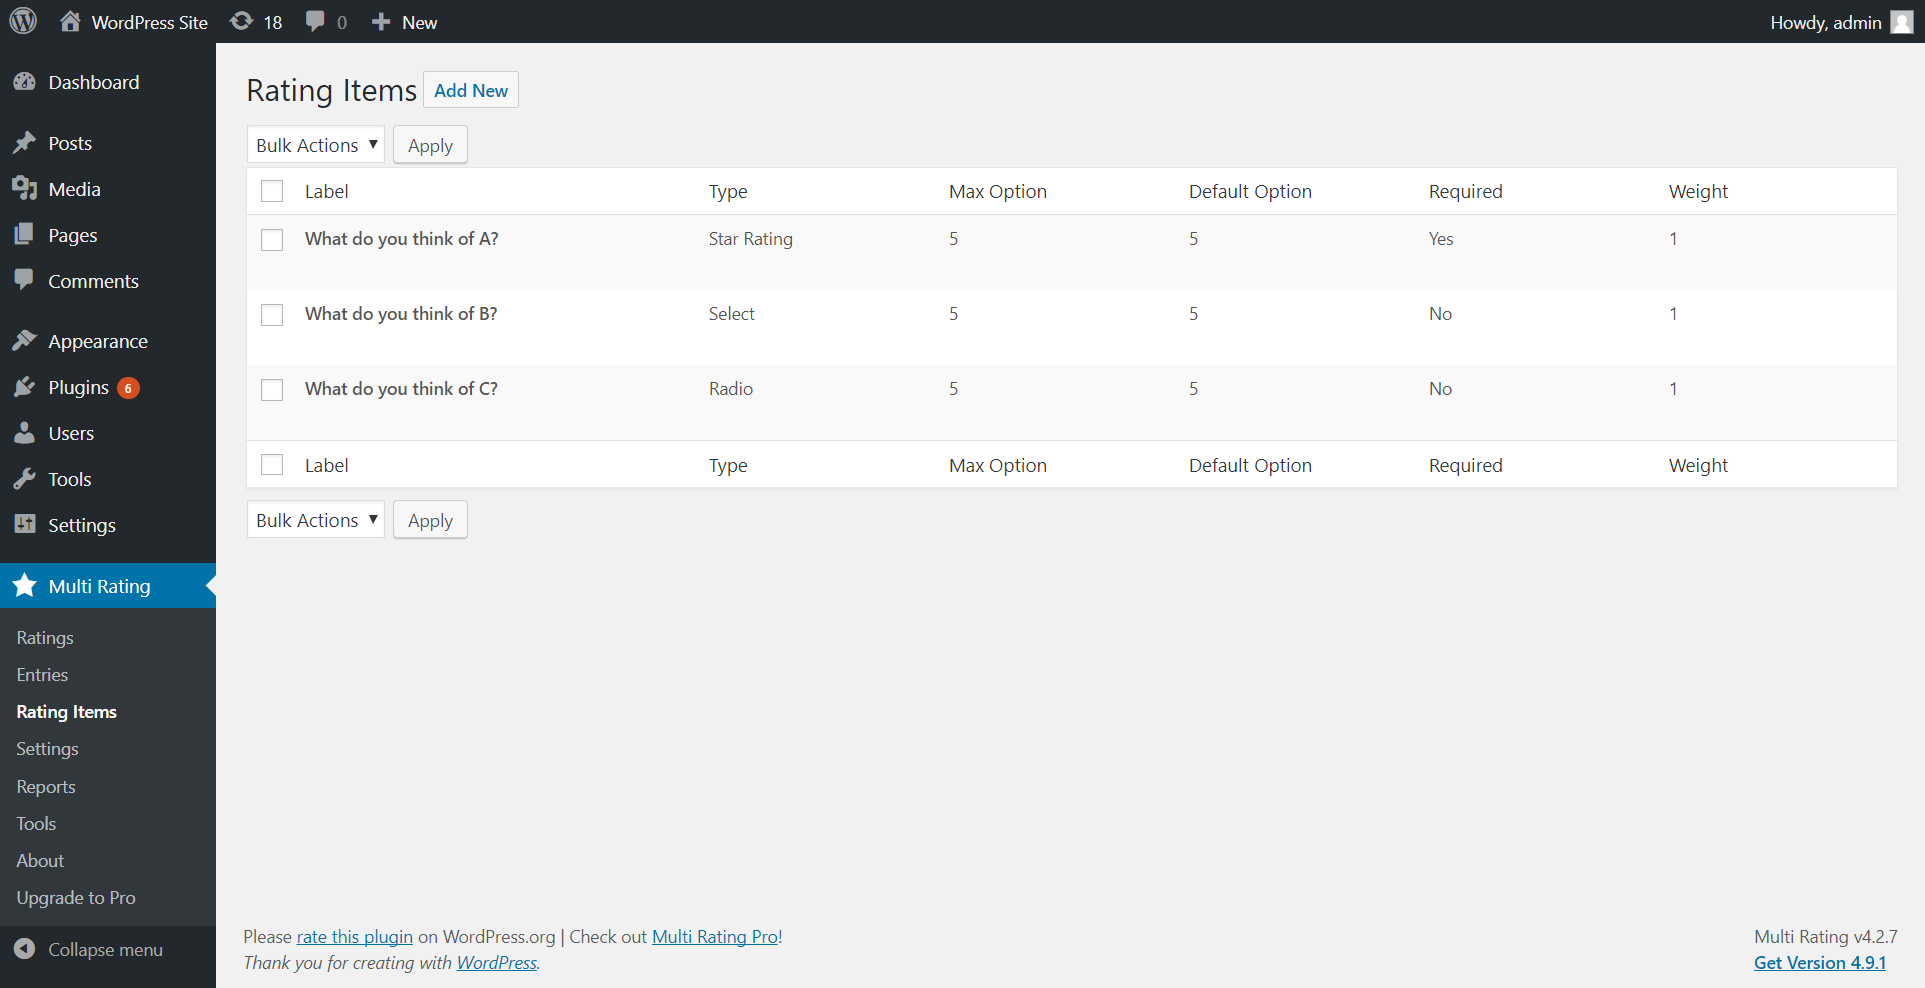 WordPress Site 18 0 New Howdy, admin
Dashboard
Posts
Media
Pages
Comments
Appearance
Plugins 6
Users
Tools
Settings
Multi Rating
Ratings
Entries
Rating Items
Settings
Reports
Tools
About
Upgrade to Pro
Collapse menu
Rating Items Add New
Bulk Actions Apply
Label Type Max Option Default Option Required Weight
What do you think of A? Star Rating 5 5 Yes 1
What do you think of B? Select 5 5 No 1
What do you think of C? Radio 5 5 No 1
Label Type Max Option Default Option Required Weight
Bulk Actions Apply
Please rate this plugin on WordPress.org | Check out Multi Rating Pro!
Thank you for creating with WordPress.
Multi Rating v4.2.7
Get Version 4.9.1